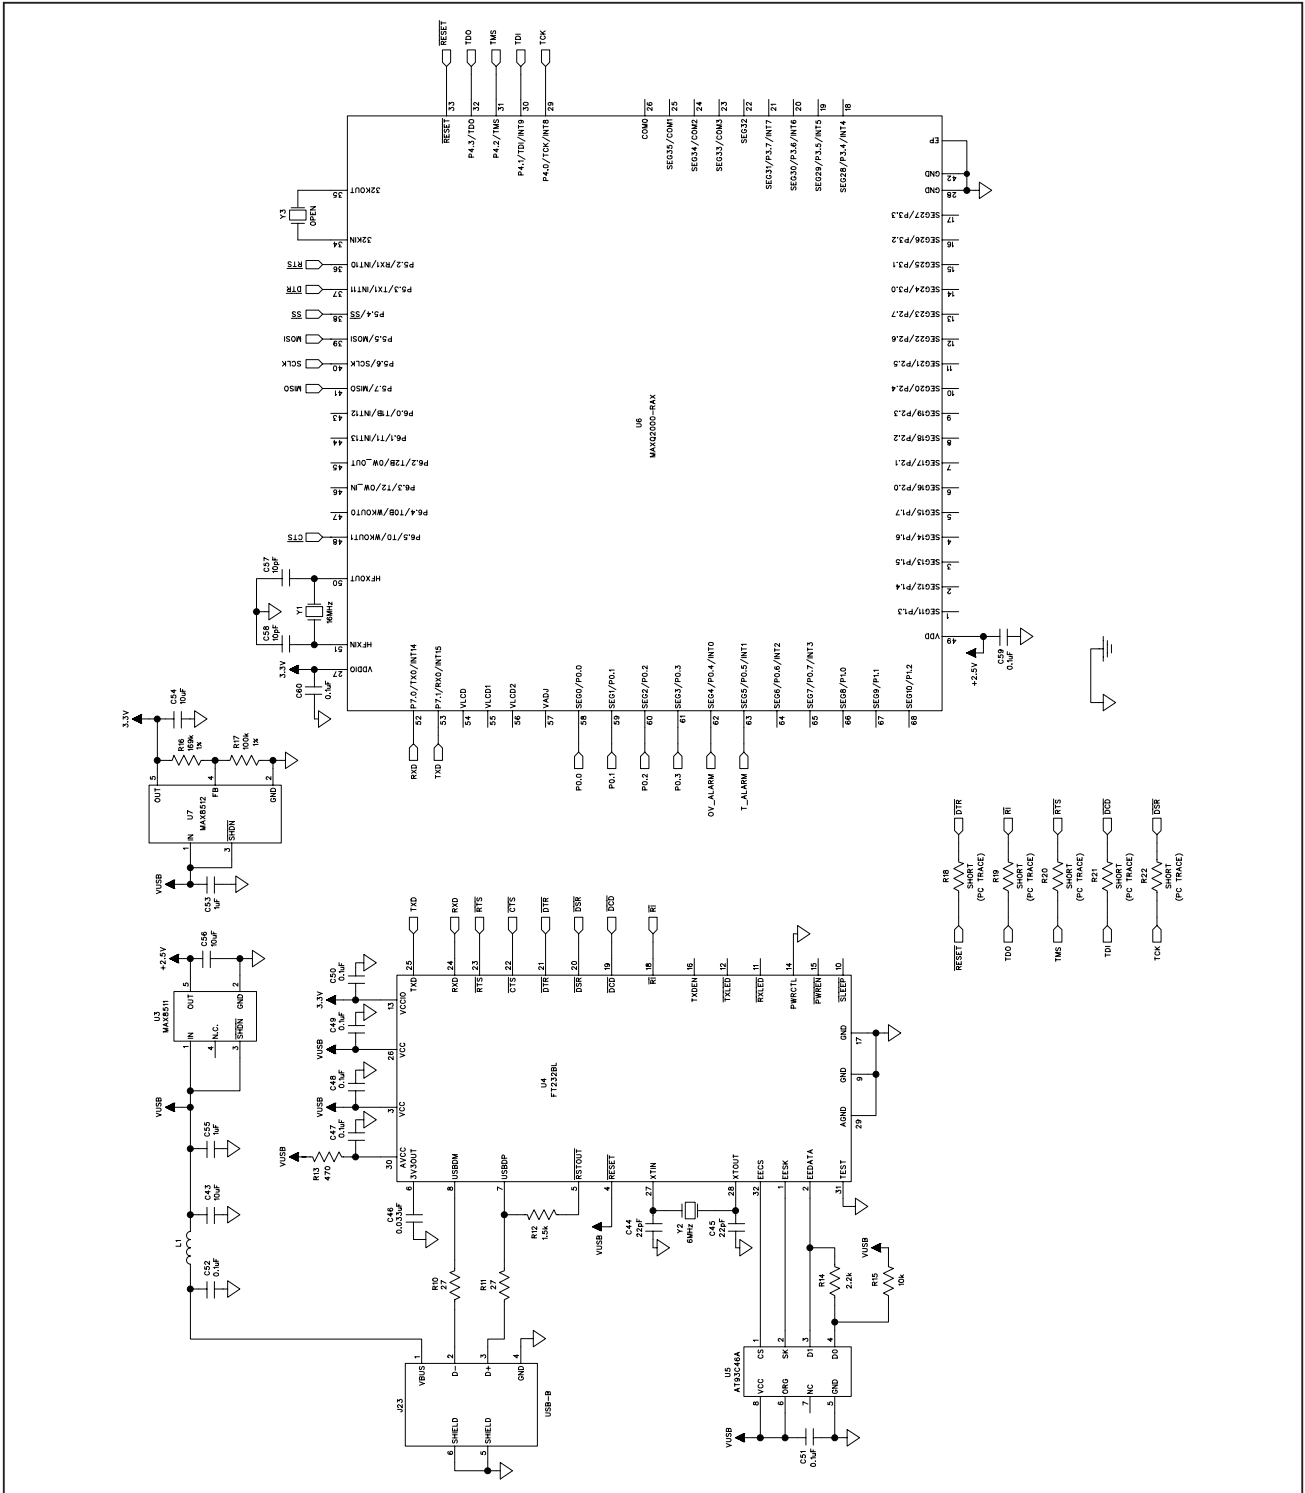 RESET
TDO
TMS
TDI
TCK
33
32
31
30
29
26
25
24
23
22
21
20
19
18
RESET
P4.3/TDO
P4.2/TMS
P4.1/TDI/INT9
P4.0/TCK/INT8
COM0
SEG35/COM1
SEG34/COM2
SEG33/COM3
SEG32
SEG31/P3.7/INT7
SEG30/P3.6/INT6
SEG29/P3.5/INT5
SEG28/P3.4/INT4
EP
GND
42
GND
28
SEG27/P3.3
17
SEG26/P3.2
16
SEG25/P3.1
15
SEG24/P3.0
14
SEG23/P2.7
13
SEG22/P2.6
12
SEG21/P2.5
11
SEG20/P2.4
10
SEG19/P2.3
9
SEG18/P2.2
8
SEG17/P2.1
7
SEG16/P2.0
6
SEG15/P1.7
5
SEG14/P1.6
4
SEG13/P1.5
3
SEG12/P1.4
2
SEG11/P1.3
1
VDD
49
+2.5V
C59
0.1uF
Y3
OPEN
35
32KOUT
34
32KIN
RTS
36
P5.2/RX1/INT10
DTR
37
P5.3/TX1/INT11
SS
38
P5.4/SS
MOSI
39
P5.5/MOSI
SCLK
40
P5.6/SCLK
MISO
41
P5.7/MISO
43
P6.0/T1B/INT12
44
P6.1/T1/INT13
45
P6.2/T2B/OW_OUT
46
P6.3/T2/OW_IN
47
P6.4/T0B/WKOUT0
CTS
48
P6.5/T0/WKOUT1
U6
MAXQ2000-RAX
C57
10pF
50
HFXOUT
Y1
16MHz
C58
10pF
51
HFXIN
3.3V
27
VDDIO
C60
0.1uF
P7.0/TX0/INT14
P7.1/RX0/INT15
VLCD
VLCD1
VLCD2
VADJ
SEG0/P0.0
SEG1/P0.1
SEG2/P0.2
SEG3/P0.3
SEG4/P0.4/INT0
SEG5/P0.5/INT1
SEG6/P0.6/INT2
SEG7/P0.7/INT3
SEG8/P1.0
SEG9/P1.1
SEG10/P1.2
52
53
54
55
56
57
58
59
60
61
62
63
64
65
66
67
68
RXD
TXD
P0.0
P0.1
P0.2
P0.3
OV_ALARM
T_ALARM
3.3V
C54
10uF
R16
169k
1%
R17
100k
1%
5
4
2
OUT
FB
GND
U7
MAX8512
IN
SHDN
1
3
VUSB
C53
1uF
DTR
RI
RTS
DCD
DSR
R18
SHORT
(PC TRACE)
R19
SHORT
(PC TRACE)
R20
SHORT
(PC TRACE)
R21
SHORT
(PC TRACE)
R22
SHORT
(PC TRACE)
RESET
TDO
TMS
TDI
TCK
+2.5V
C56
10uF
5
2
OUT
GND
U3
MAX8511
IN
N.C.
SHDN
1
4
3
VUSB
C55
1uF
C43
10uF
L1
C52
0.1uF
TXD
RXD
RTS
CTS
DTR
DSR
DCD
RI
25
24
23
22
21
20
19
18
16
12
11
14
15
10
TXD
RXD
RTS
CTS
DTR
DSR
DCD
RI
TXDEN
TXLED
RXLED
PWRCTL
PWREN
SLEEP
C50
0.1uF
3.3V
13
VCCIO
C49
0.1uF
VUSB
26
VCC
C48
0.1uF
VUSB
3
VCC
C47
0.1uF
VUSB
R13
470
30
AVCC
U4
FT232BL
GND
17
GND
9
AGND
29
3V3OUT
USBDM
USBDP
RSTOUT
RESET
XTIN
XTOUT
EECS
EESK
EEDATA
TEST
6
8
7
5
4
27
28
32
1
2
31
C46
0.033uF
R12
1.5k
VUSB
C44
22pF
Y2
6MHz
C45
22pF
R10
27
R11
27
R14
2.2k
VUSB
R15
10k
1
2
3
4
VBUS
D-
D+
GND
J23
USB-B
SHIELD
SHIELD
6
5
1
2
3
4
CS
SK
D1
D0
U5
AT93C46A
VCC
ORG
NC
GND
8
6
7
5
VUSB
C51
0.1uF